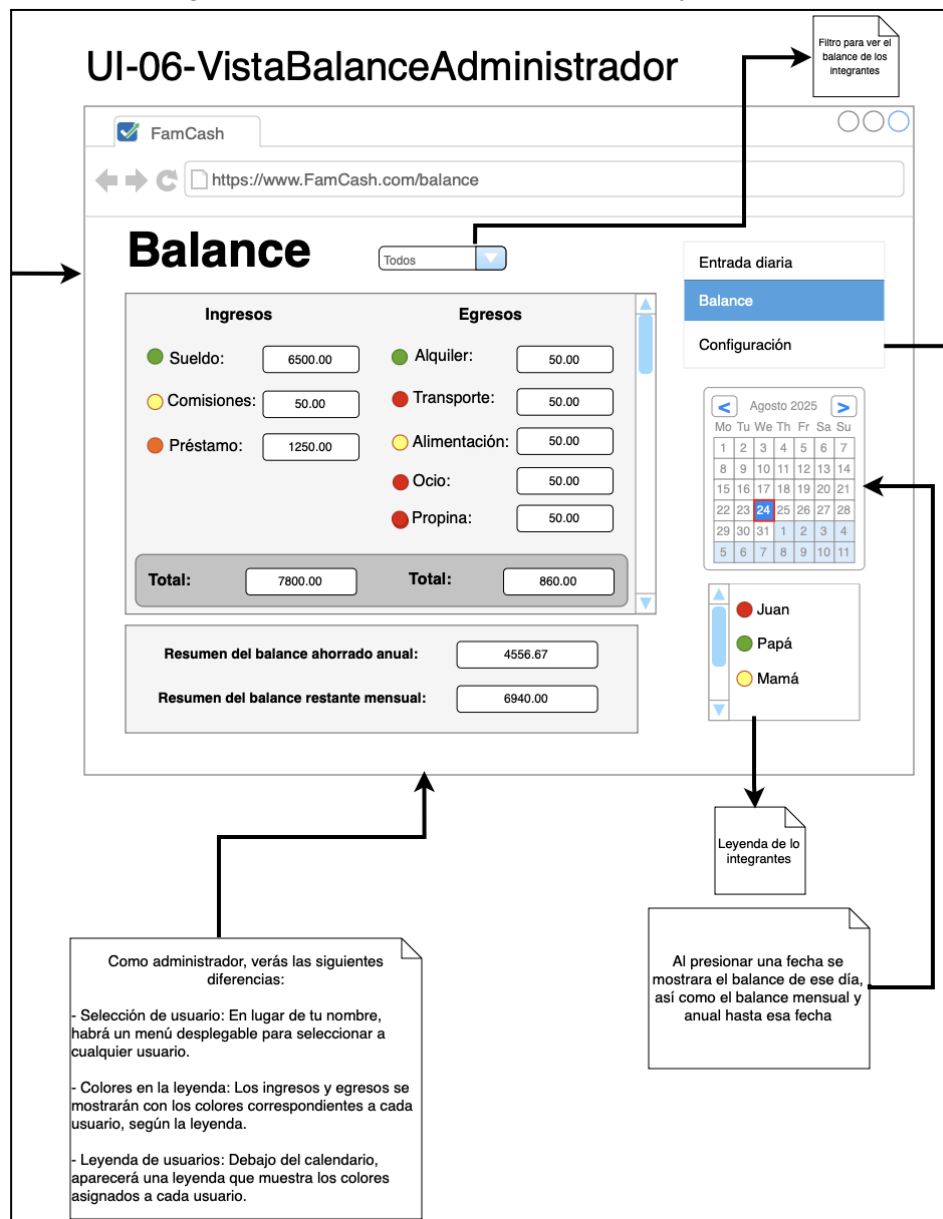 UI-06-VistaBalanceAdministrador
Filtro para ver el
balance de los
integrantes
FamCash
https://www.FamCash.com/balance
Balance
Todos
Entrada diaria
Balance
Configuración
Ingresos
Egresos
Sueldo: 6500.00
Alquiler: 50.00
Comisiones: 50.00
Transporte: 50.00
Préstamo: 1250.00
Alimentación: 50.00
Ocio: 50.00
Propina: 50.00
Total: 7800.00
Total: 860.00
Resumen del balance ahorrado anual: 4556.67
Resumen del balance restante mensual: 6940.00
< Agosto 2025 >
Mo Tu We Th Fr Sa Su
1 2 3 4 5 6 7
8 9 10 11 12 13 14
15 16 17 18 19 20 21
22 23 24 25 26 27 28
29 30 31 1 2 3 4
5 6 7 8 9 10 11
Juan
Papá
Mamá
Leyenda de lo
integrantes
Al presionar una fecha se
mostrara el balance de ese día,
así como el balance mensual y
anual hasta esa fecha
Como administrador, verás las siguientes
diferencias:
- Selección de usuario: En lugar de tu nombre,
habrá un menú desplegable para seleccionar a
cualquier usuario.
- Colores en la leyenda: Los ingresos y egresos se
mostrarán con los colores correspondientes a cada
usuario, según la leyenda.
- Leyenda de usuarios: Debajo del calendario,
aparecerá una leyenda que muestra los colores
asignados a cada usuario.